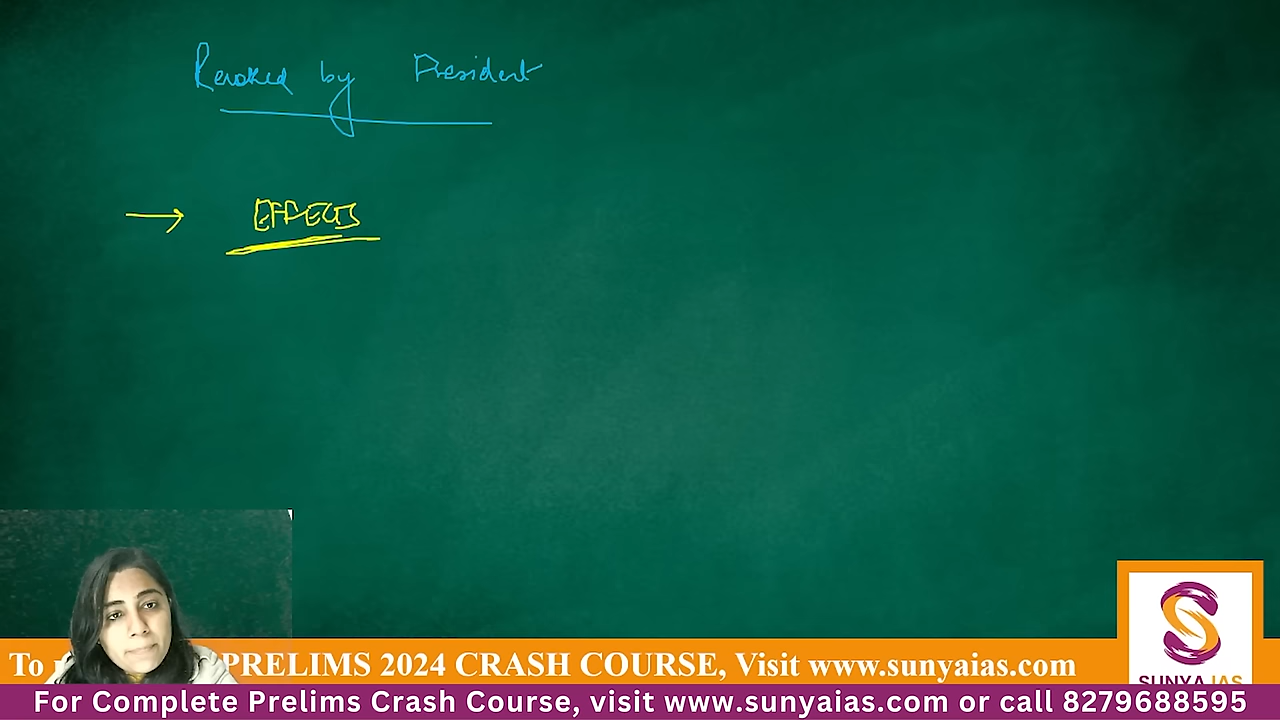 Revoked by President
→ EFFECTS
To PRELIMS 2024 CRASH COURSE, Visit www.sunyaias.com
SUNYA IAS
For Complete Prelims Crash Course, visit www.sunyaias.com or call 8279688595